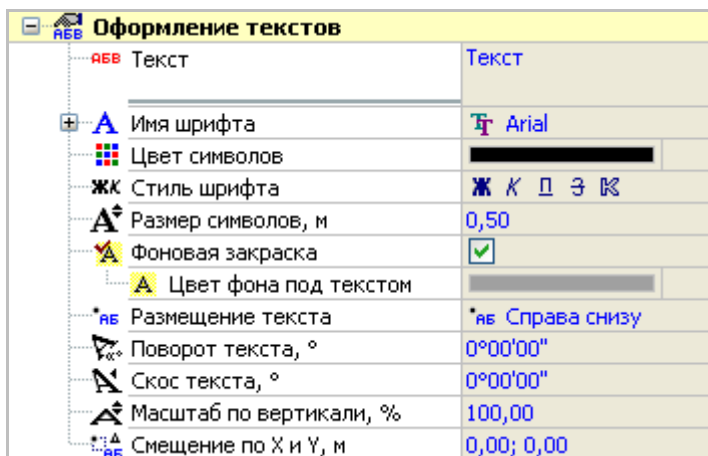 Оформление текстов
Текст Текст
Имя шрифта Arial
Цвет символов
Стиль шрифта Ж К П З К
Размер символов, м 0,50
Фоновая закраска
Цвет фона под текстом
Размещение текста Справа снизу
Поворот текста, ° 0°00'00"
Скос текста, ° 0°00'00"
Масштаб по вертикали, % 100,00
Смещение по X и Y, м 0,00; 0,00